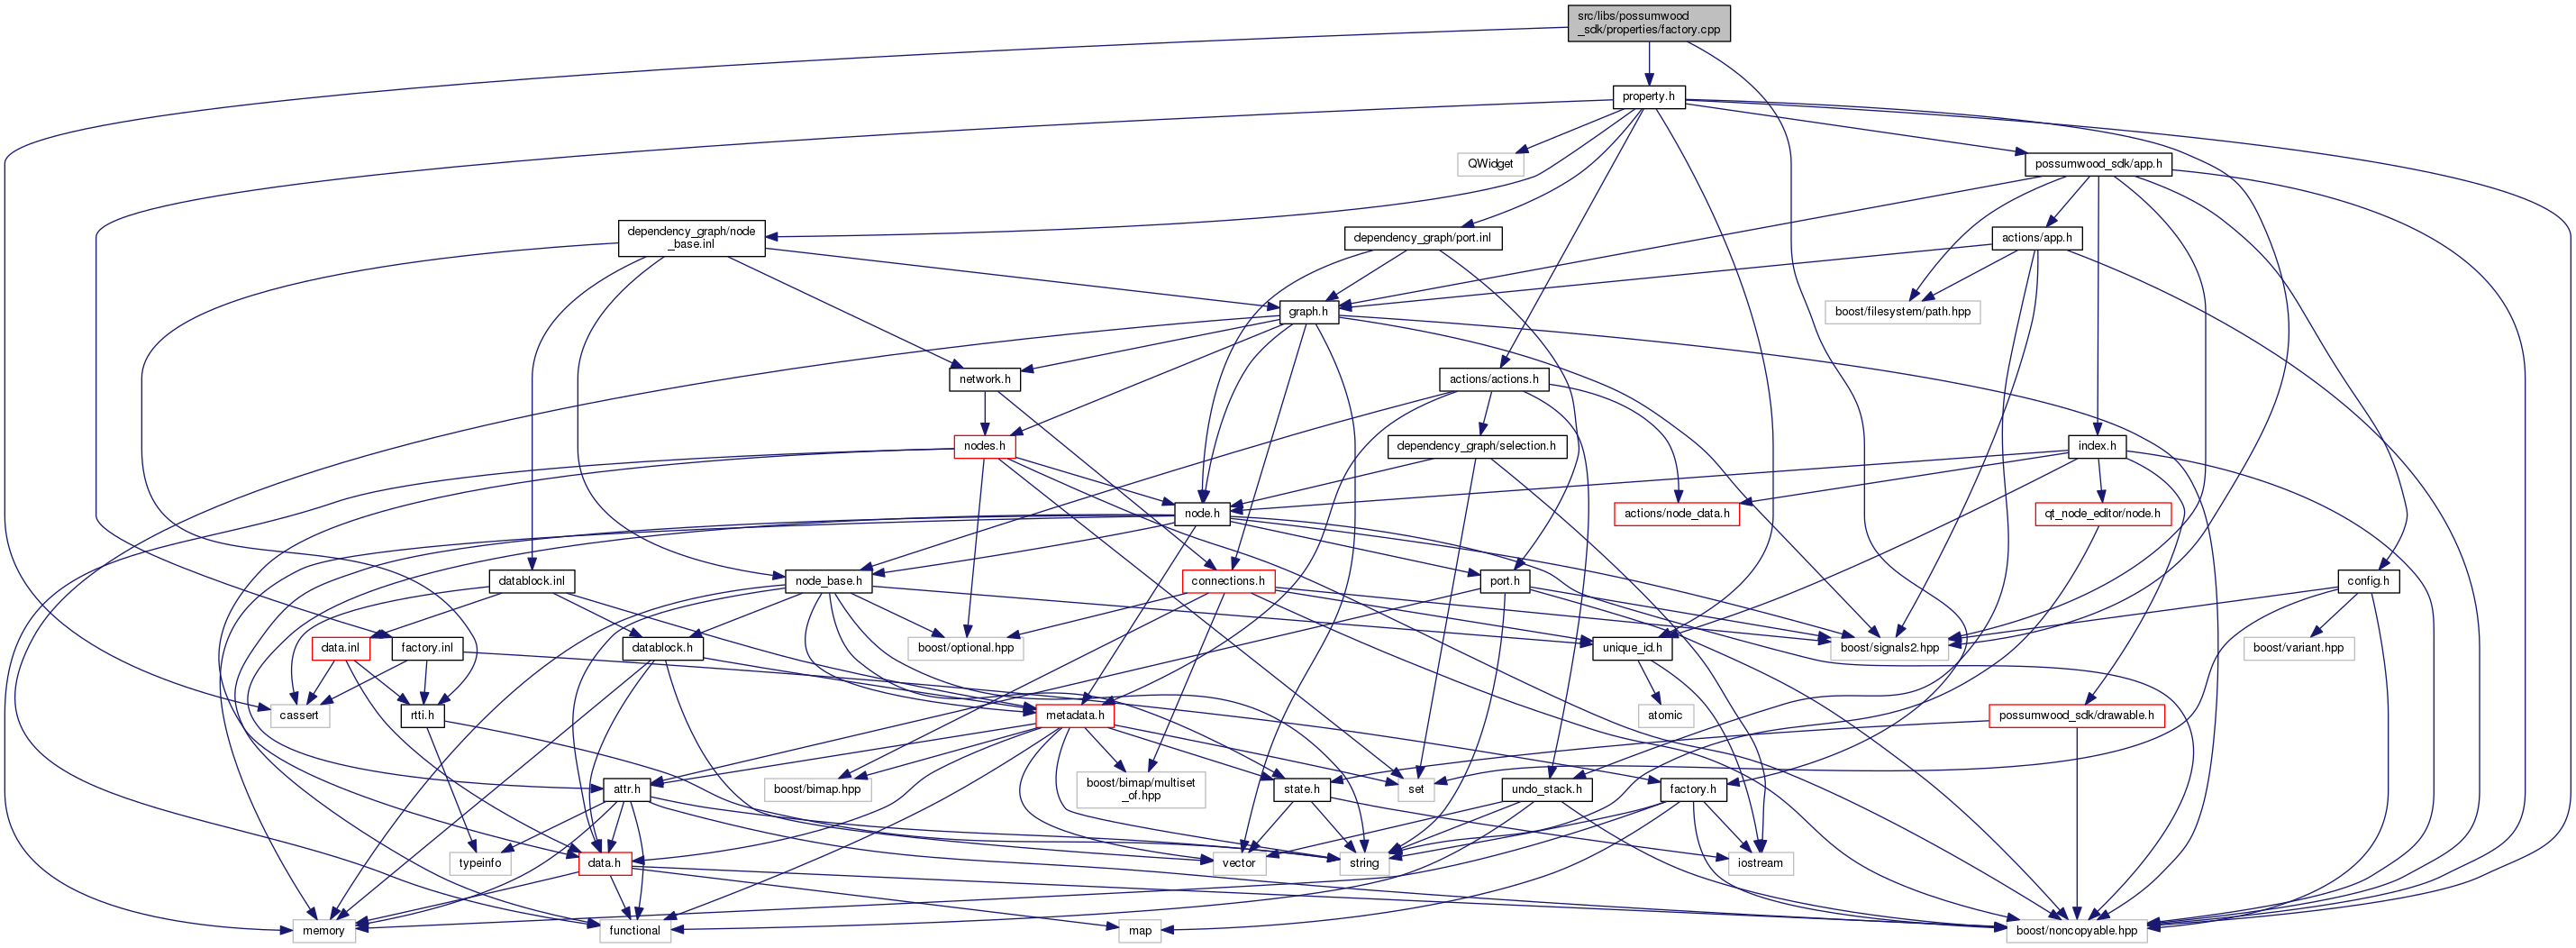 src/libs/possumwood
_sdk/properties/factory.cpp
property.h
QWidget
possumwood_sdk/app.h
dependency_graph/node
_base.inl
dependency_graph/port.inl
actions/app.h
graph.h
boost/filesystem/path.hpp
network.h
actions/actions.h
nodes.h
dependency_graph/selection.h
index.h
node.h
actions/node_data.h
qt_node_editor/node.h
datablock.inl
node_base.h
connections.h
port.h
config.h
data.inl
factory.inl
datablock.h
boost/optional.hpp
unique_id.h
boost/signals2.hpp
boost/variant.hpp
cassert
rtti.h
metadata.h
atomic
possumwood_sdk/drawable.h
attr.h
boost/bimap.hpp
boost/bimap/multiset
_of.hpp
state.h
set
undo_stack.h
factory.h
typeinfo
data.h
vector
string
iostream
memory
functional
map
boost/noncopyable.hpp